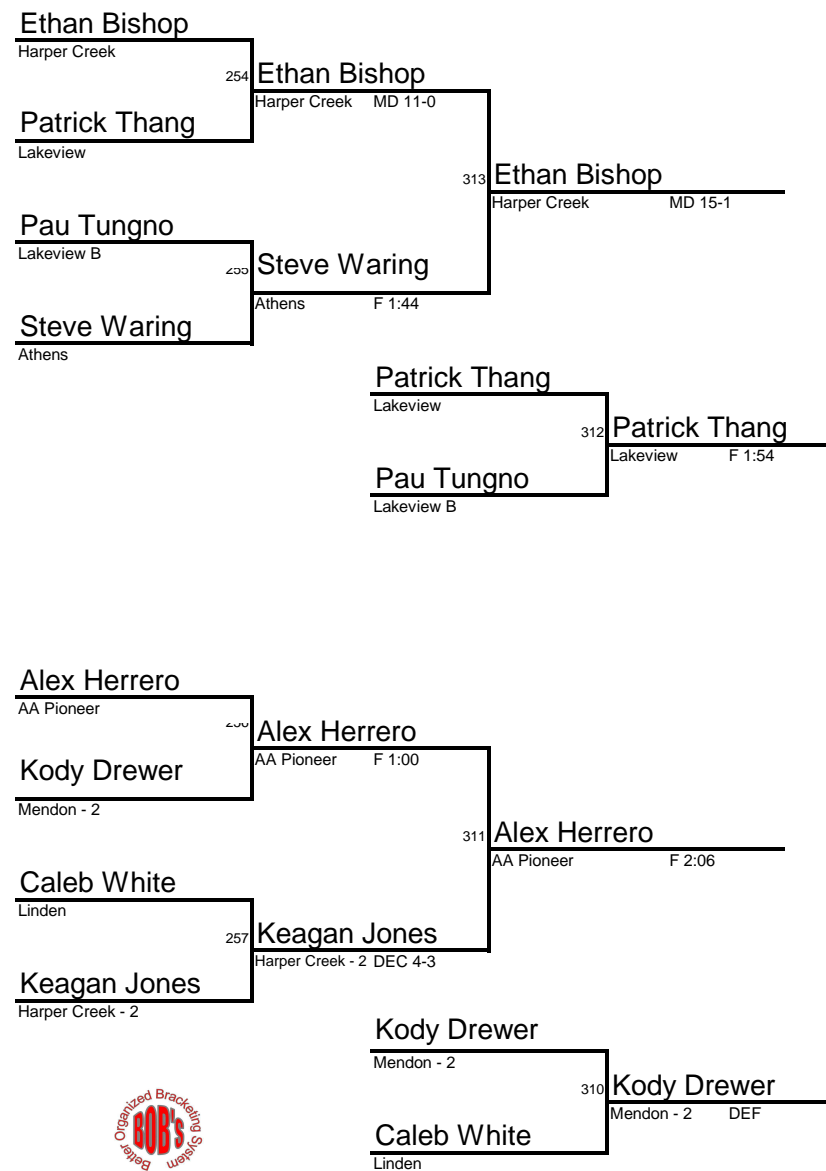 Ethan Bishop
Harper Creek
254 Ethan Bishop
Harper Creek MD 11-0
Patrick Thang
Lakeview
313 Ethan Bishop
Harper Creek MD 15-1
Pau Tungno
Lakeview B
255 Steve Waring
Athens F 1:44
Steve Waring
Athens
Patrick Thang
Lakeview
312 Patrick Thang
Lakeview F 1:54
Pau Tungno
Lakeview B
Alex Herrero
AA Pioneer
Alex Herrero
AA Pioneer F 1:00
Kody Drewer
Mendon - 2
311 Alex Herrero
AA Pioneer F 2:06
Caleb White
Linden
257 Keagan Jones
Harper Creek - 2 DEC 4-3
Keagan Jones
Harper Creek - 2
Kody Drewer
Mendon - 2
310 Kody Drewer
Mendon - 2 DEF
Caleb White
Linden
BOB's
Better Organized Bracketing System